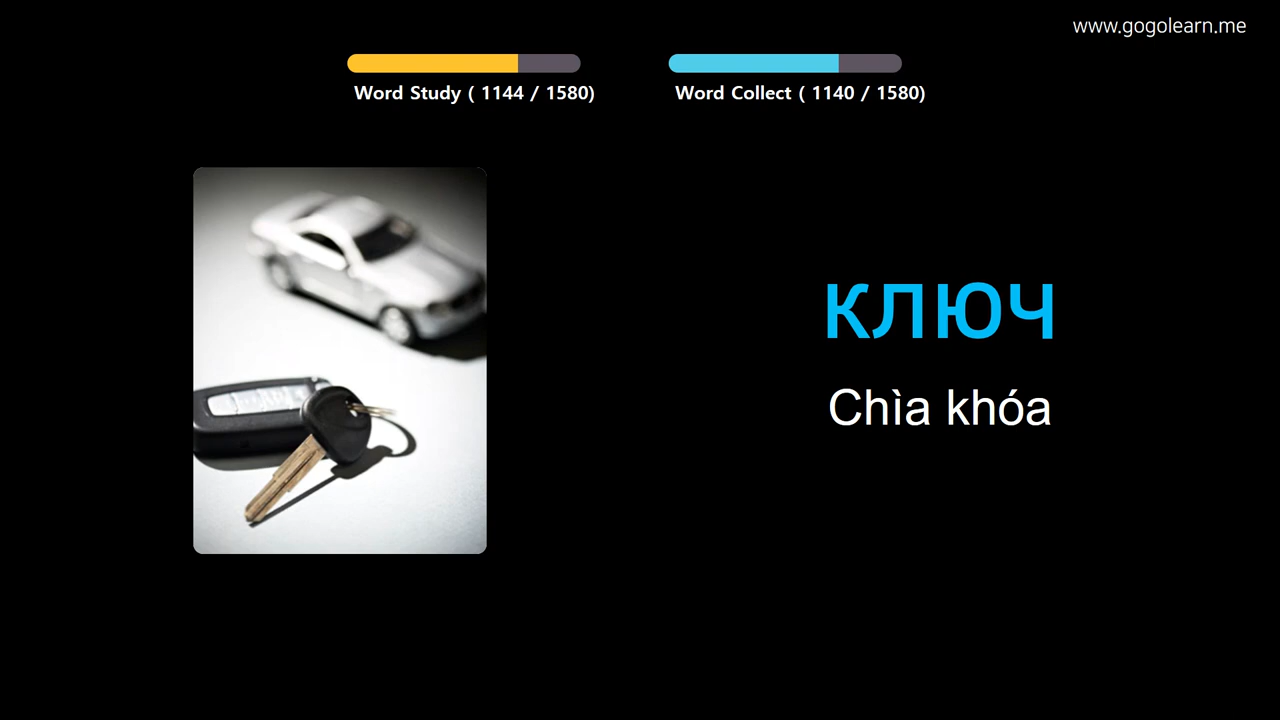 www.gogolearn.me
Word Study ( 1144 / 1580)
Word Collect ( 1140 / 1580)
ключ
Chìa khóa